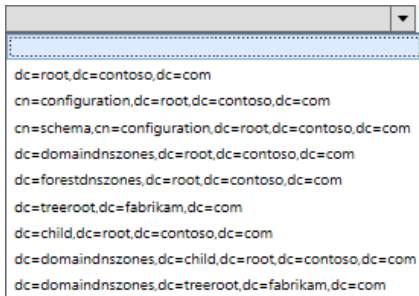 dc=root,dc=contoso,dc=com
cn=configuration,dc=root,dc=contoso,dc=com
cn=schema,cn=configuration,dc=root,dc=contoso,dc=com
dc=domaindnszones,dc=root,dc=contoso,dc=com
dc=forestdnszones,dc=root,dc=contoso,dc=com
dc=treeroot,dc=fabrikam,dc=com
dc=child,dc=root,dc=contoso,dc=com
dc=domaindnszones,dc=child,dc=root,dc=contoso,dc=com
dc=domaindnszones,dc=treeroot,dc=fabrikam,dc=com